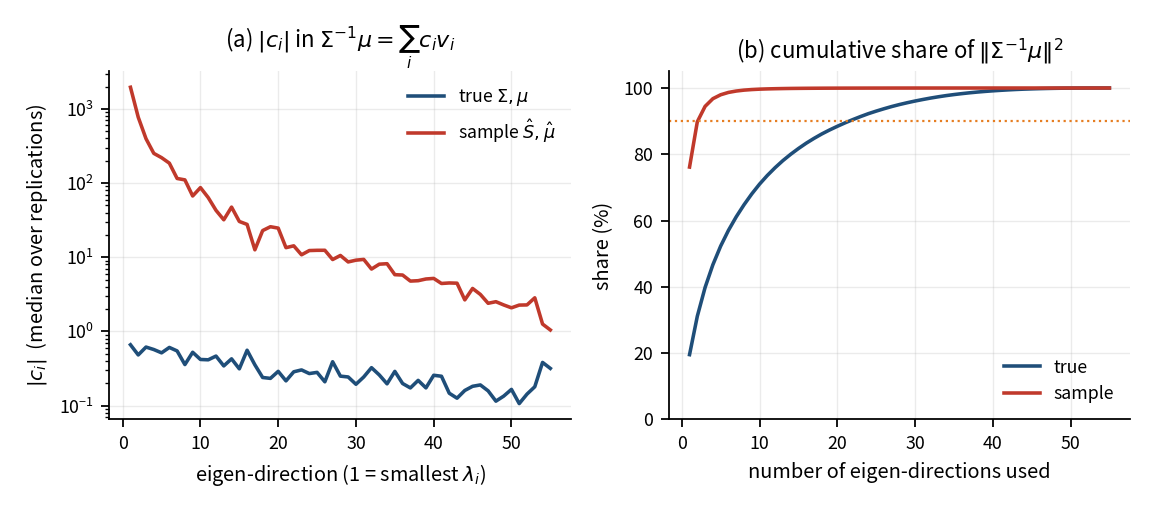 (a) |cᵢ| in Σ⁻¹μ = ∑ᵢ cᵢvᵢ
|cᵢ| (median over replications)
10³
10²
10¹
10⁰
10⁻¹
true Σ, μ
sample Ŝ, μ̂
0 10 20 30 40 50
eigen-direction (1 = smallest λᵢ)
(b) cumulative share of ‖Σ⁻¹μ‖²
share (%)
100
80
60
40
20
0
true
sample
0 10 20 30 40 50
number of eigen-directions used